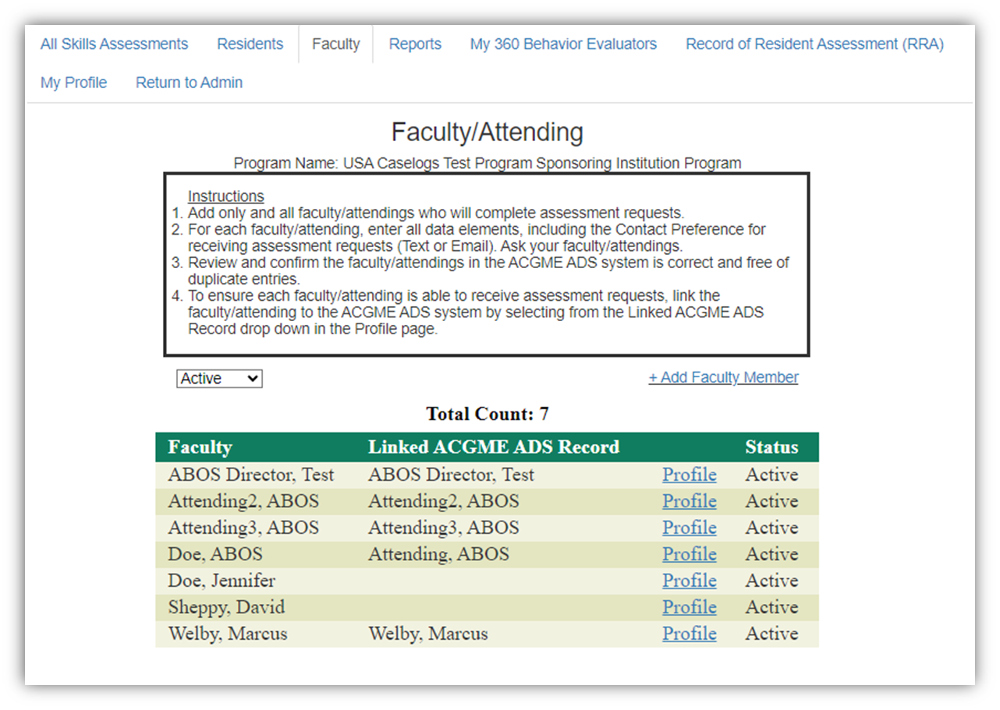 All Skills Assessments Residents Faculty Reports My 360 Behavior Evaluators Record of Resident Assessment (RRA)
My Profile Return to Admin
Faculty/Attending
Program Name: USA Caselogs Test Program Sponsoring Institution Program
Instructions
1. Add only and all faculty/attendings who will complete assessment requests.
2. For each faculty/attending, enter all data elements, including the Contact Preference for
receiving assessment requests (Text or Email). Ask your faculty/attendings.
3. Review and confirm the faculty/attendings in the ACGME ADS system is correct and free of
duplicate entries.
4. To ensure each faculty/attending is able to receive assessment requests, link the
faculty/attending to the ACGME ADS system by selecting from the Linked ACGME ADS
Record drop down in the Profile page.
Active + Add Faculty Member
Total Count: 7
Faculty Linked ACGME ADS Record Status
ABOS Director, Test ABOS Director, Test Profile Active
Attending2, ABOS Attending2, ABOS Profile Active
Attending3, ABOS Attending3, ABOS Profile Active
Doe, ABOS Attending, ABOS Profile Active
Doe, Jennifer Profile Active
Sheppy, David Profile Active
Welby, Marcus Welby, Marcus Profile Active